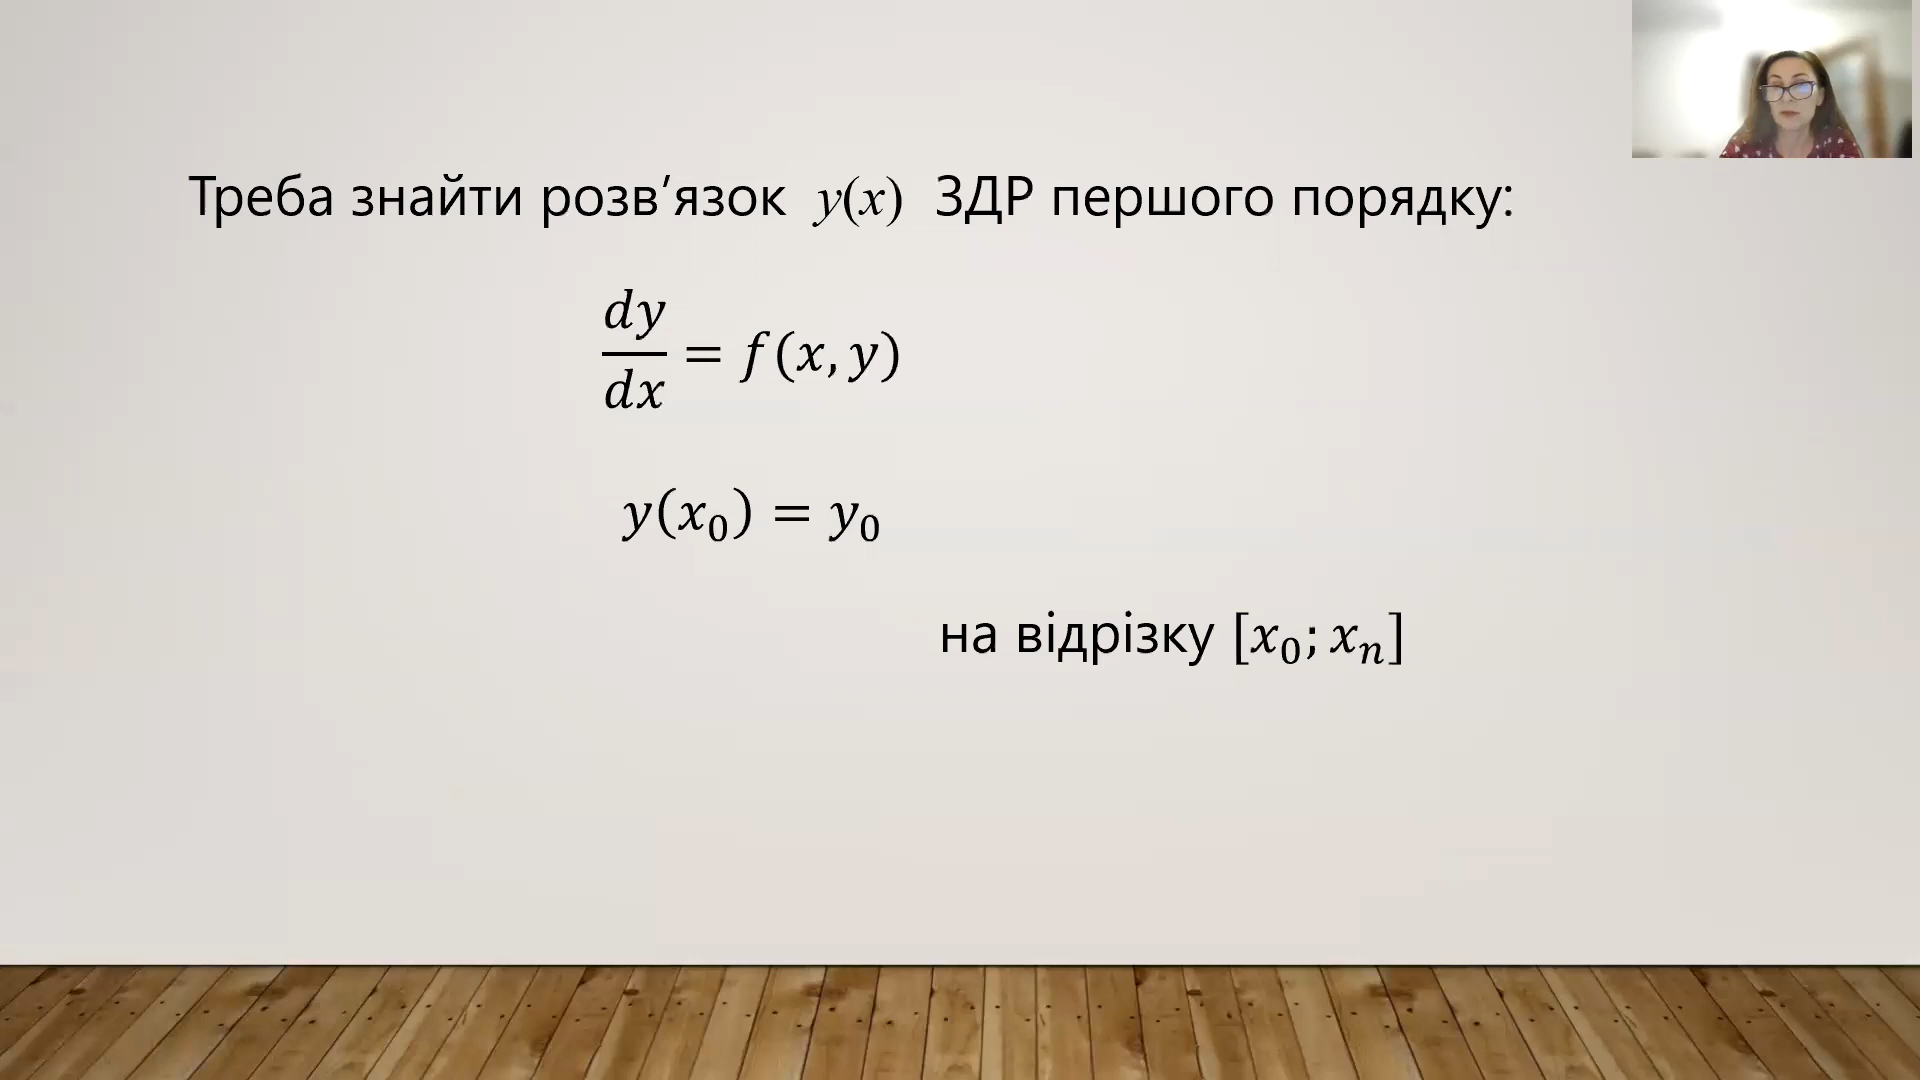 Треба знайти розв’язок y(x) ЗДР першого порядку:
dy/dx = f(x, y)
y(x₀) = y₀
на відрізку [x₀; xₙ]